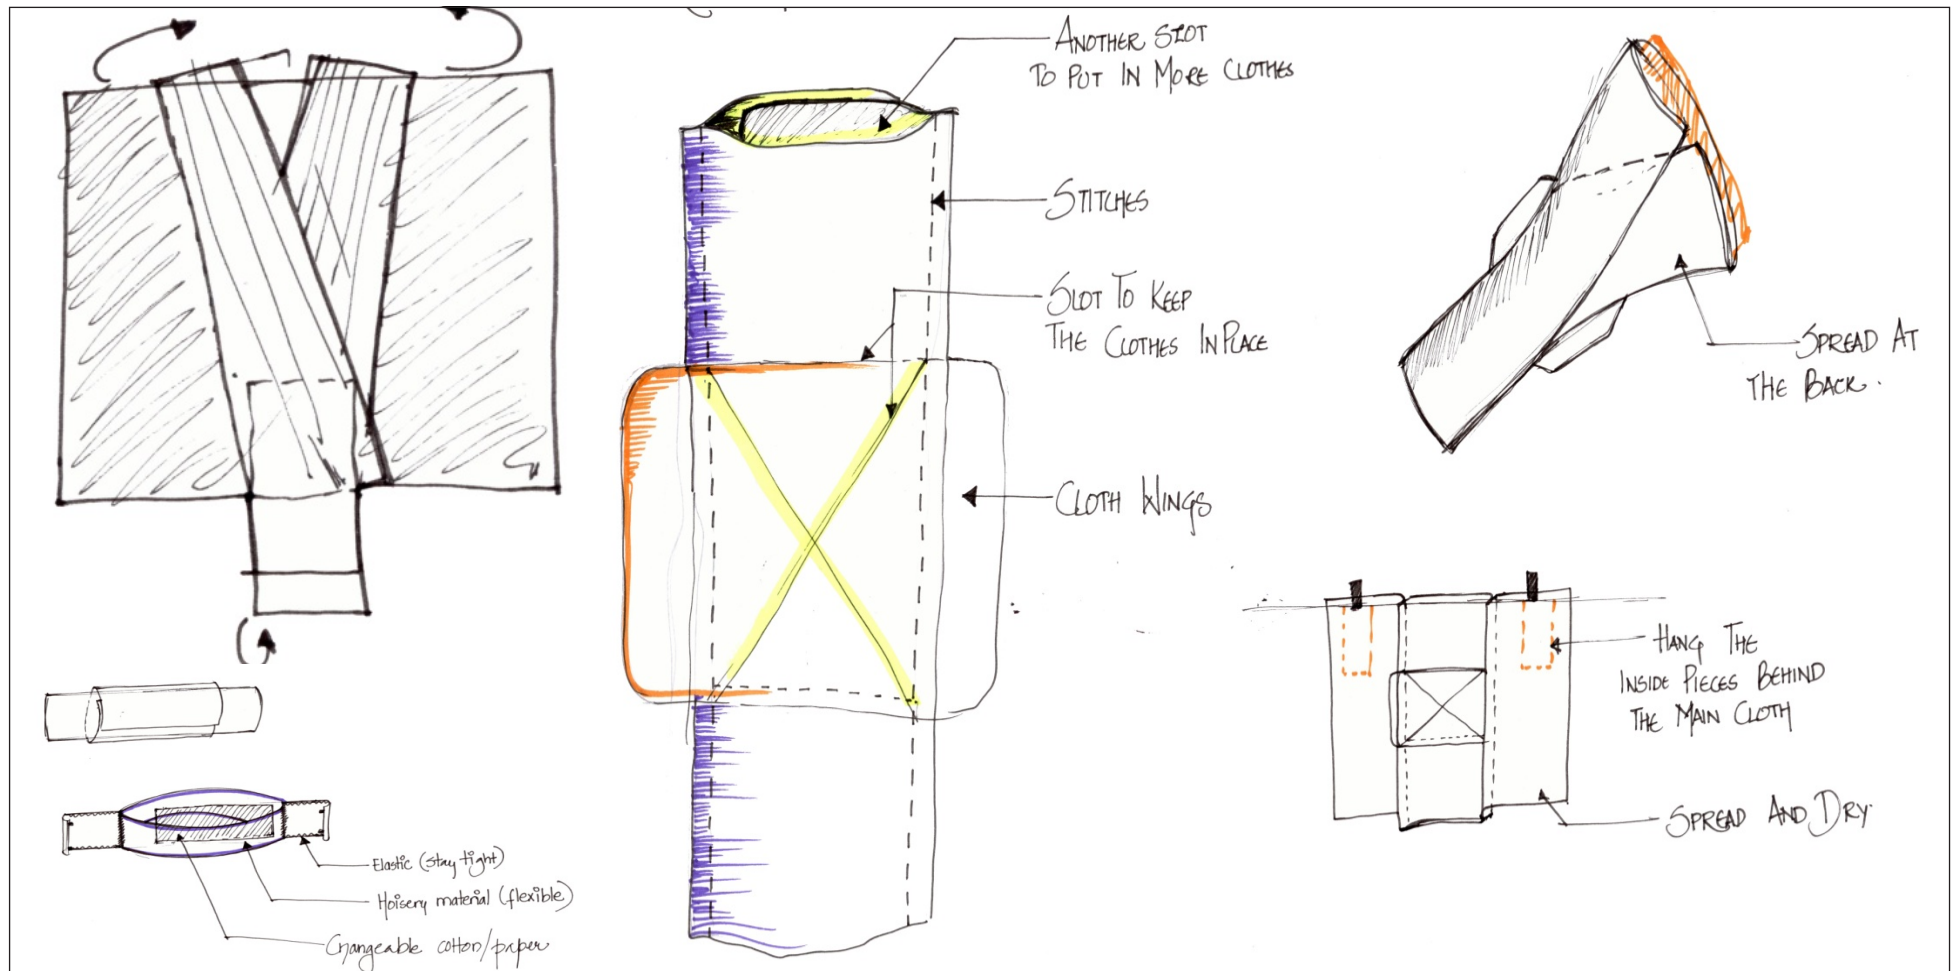 ANOTHER SLOT
TO PUT IN MORE CLOTHES
STITCHES
SLOT TO KEEP
THE CLOTHES IN PLACE
CLOTH WINGS
SPREAD AT
THE BACK.
HANG THE
INSIDE PIECES BEHIND
THE MAIN CLOTH
SPREAD AND DRY.
Elastic (stay tight)
Hoisery material (flexible)
Changeable cotton/paper